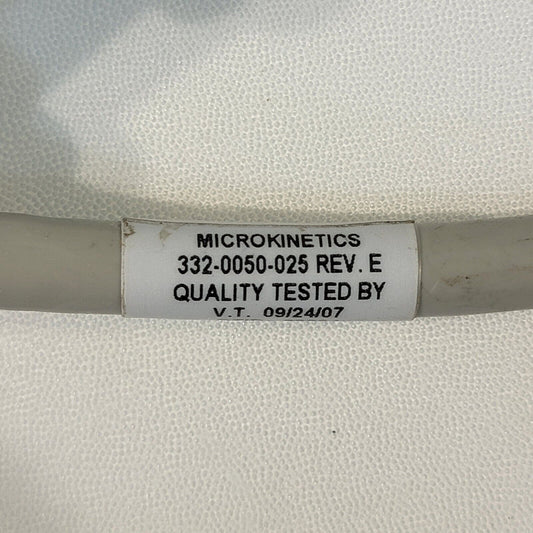 MICROKINETICS
332-0050-025 REV. E
QUALITY TESTED BY
V.T. 09/24/07